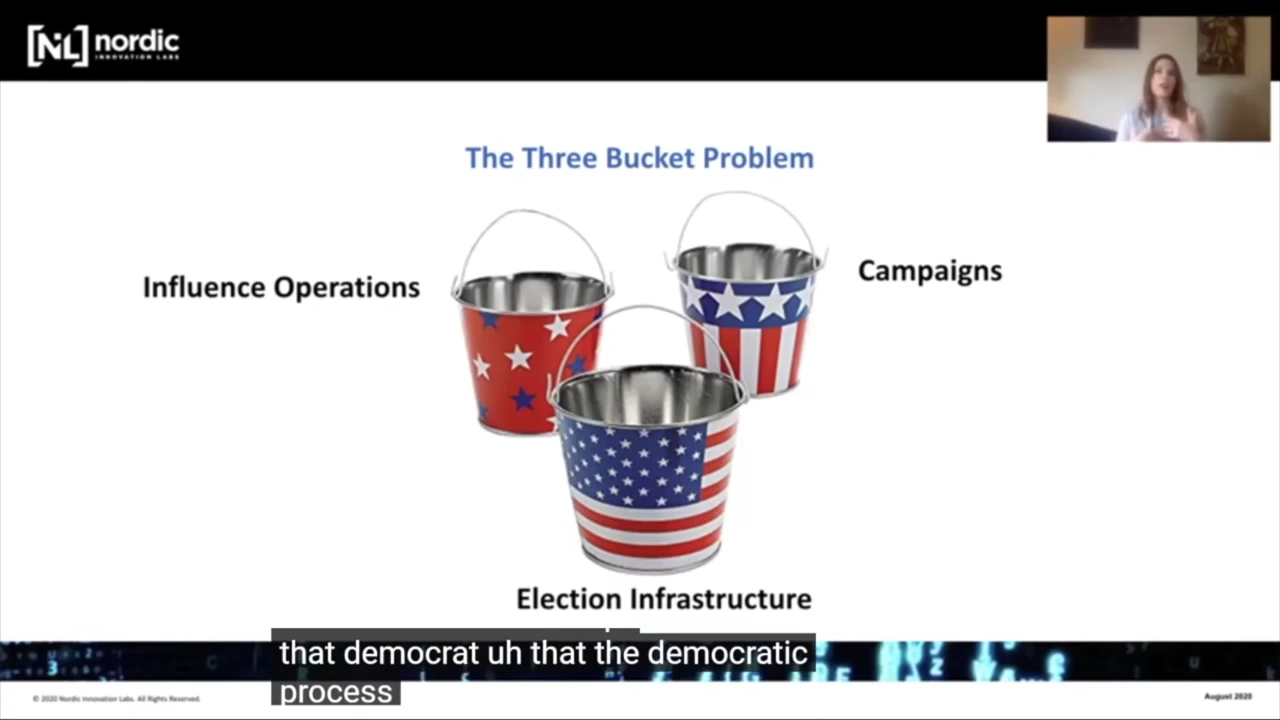 [NL] nordic
INNOVATION LABS
The Three Bucket Problem
Campaigns
Influence Operations
Election Infrastructure
that democrat uh that the democratic
process
© 2020 Nordic Innovation Labs. All Rights Reserved.
August 2020